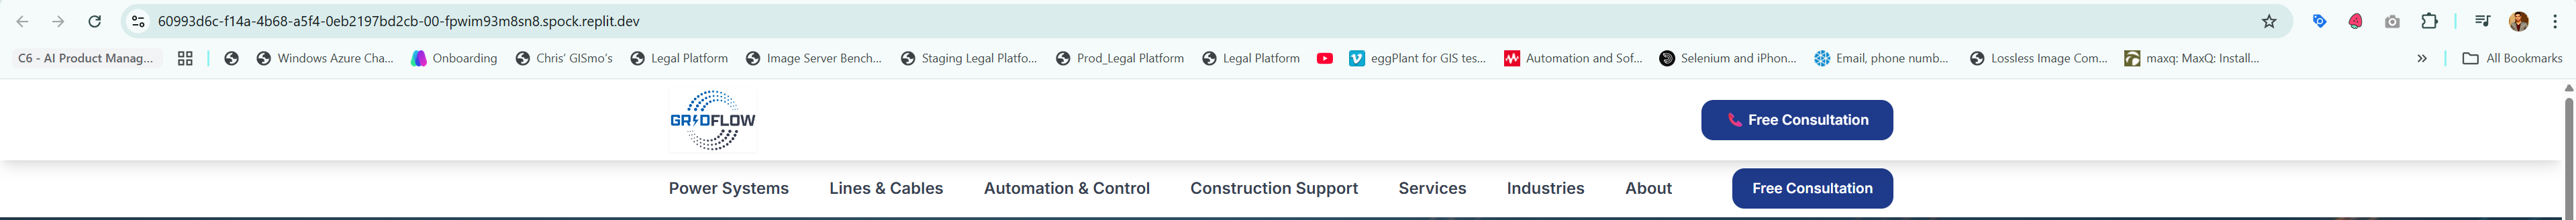 60993d6c-f14a-4b68-a5f4-0eb2197bd2cb-00-fpwim93m8sn8.spock.replit.dev
C6 - AI Product Manag... Windows Azure Cha... Onboarding Chris' GISmo's Legal Platform Image Server Bench... Staging Legal Platfo... Prod_Legal Platform Legal Platform eggPlant for GIS tes... Automation and Sof... Selenium and iPhon... Email, phone numb... Lossless Image Com... maxq: MaxQ: Install... » All Bookmarks
GRIDFLOW Free Consultation
Power Systems Lines & Cables Automation & Control Construction Support Services Industries About Free Consultation